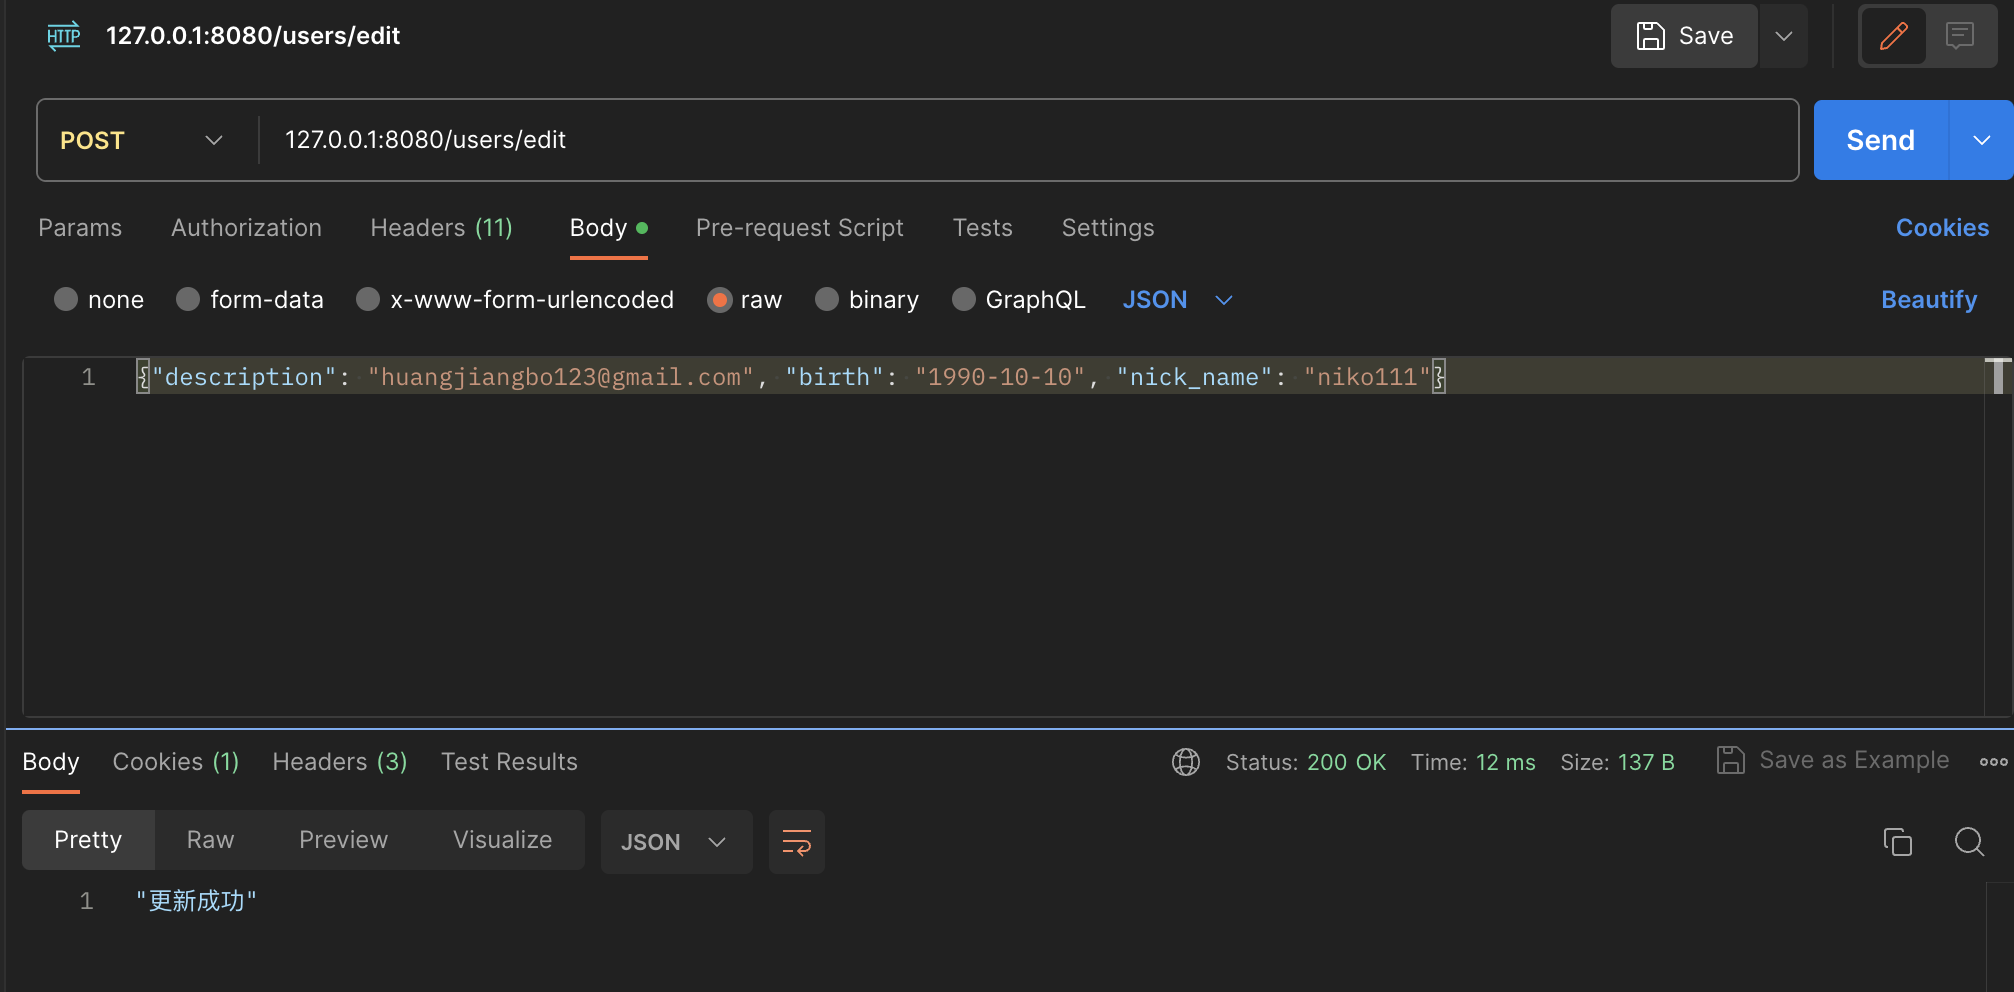 HTTP 127.0.0.1:8080/users/edit Save
POST 127.0.0.1:8080/users/edit Send
Params Authorization Headers (11) Body Pre-request Script Tests Settings Cookies
none form-data x-www-form-urlencoded raw binary GraphQL JSON Beautify
1 {"description": "huangjiangbo123@gmail.com", "birth": "1990-10-10", "nick_name": "niko111"}
Body Cookies (1) Headers (3) Test Results Status: 200 OK Time: 12 ms Size: 137 B Save as Example
Pretty Raw Preview Visualize JSON
1 "更新成功"